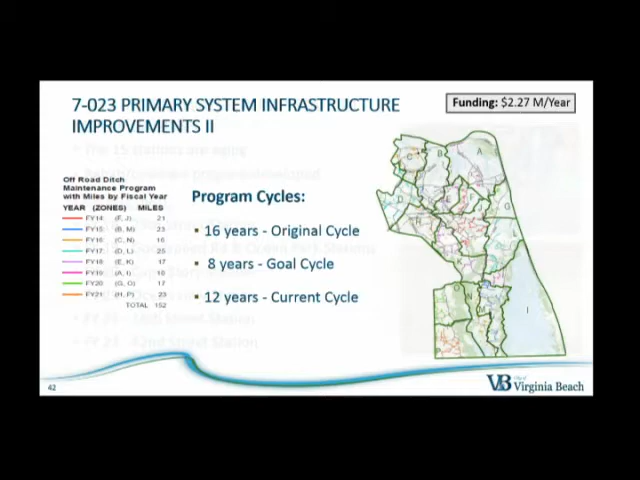 7-023 PRIMARY SYSTEM INFRASTRUCTURE
IMPROVEMENTS II
Funding: $2.27 M/Year
Off Road Ditch
Maintenance Program
with Miles by Fiscal Year
YEAR (ZONES) MILES
FY14 (F, J) 21
FY15 (B, M) 23
FY16 (C, N)
FY17 (D, L) 25
FY18 (E, K) 17
FY19 (A, I)
FY20 (G, O) 17
FY21 (H, P) 23
TOTAL 152
Program Cycles:
• 16 years - Original Cycle
• 8 years - Goal Cycle
• 12 years - Current Cycle
A
B
C
D
E
G
L
K
I
42
VB
City of
Virginia Beach